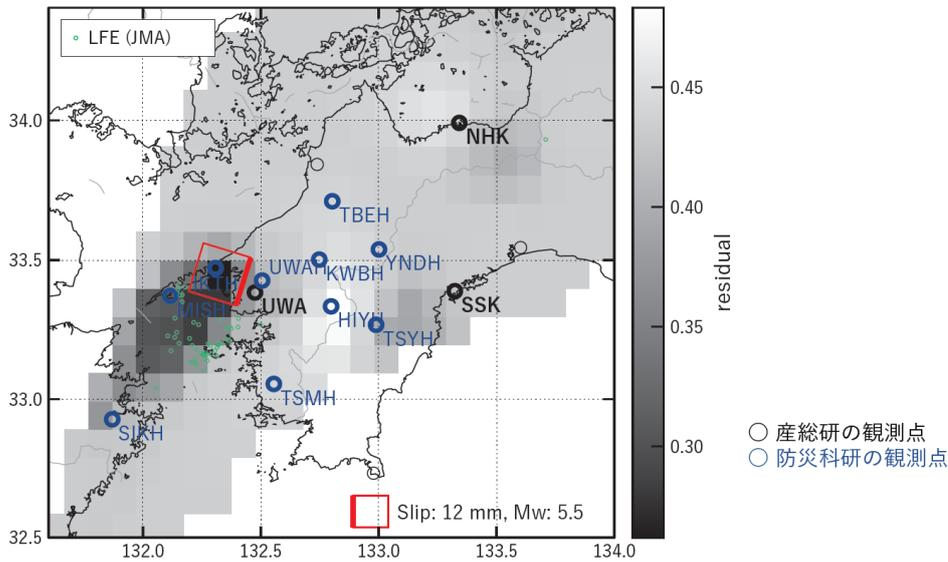 LFE (JMA)
34.0
33.5
33.0
32.5
132.0
132.5
133.0
133.5
134.0
NHK
TBEH
UWAH
KWBH
YNDH
IKTH
MISH
UWA
HIYH
SSK
TSYH
TSMH
SIKH
Slip: 12 mm, Mw: 5.5
0.45
0.40
0.35
0.30
residual
産総研の観測点
防災科研の観測点